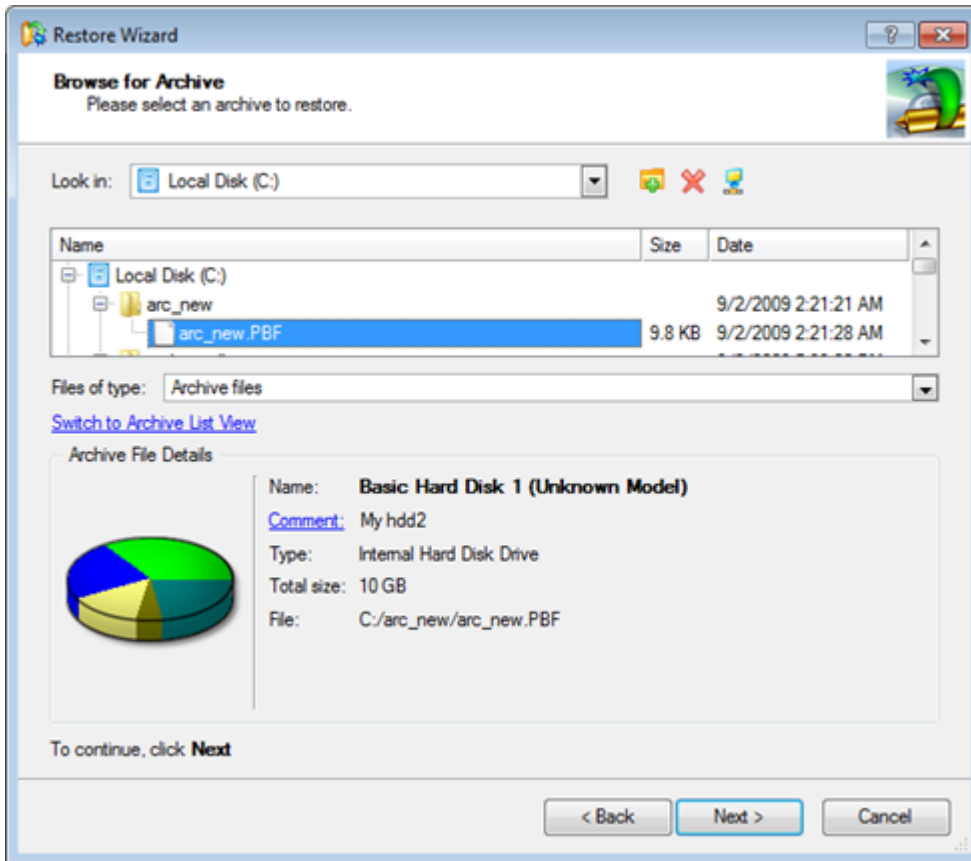 Restore Wizard
Browse for Archive
Please select an archive to restore.
Look in: Local Disk (C:)
Name Size Date
Local Disk (C:)
arc_new 9/2/2009 2:21:21 AM
arc_new.PBF 9.8 KB 9/2/2009 2:21:28 AM
Files of type: Archive files
Switch to Archive List View
Archive File Details
Name: Basic Hard Disk 1 (Unknown Model)
Comment: My hdd2
Type: Internal Hard Disk Drive
Total size: 10 GB
File: C:/arc_new/arc_new.PBF
To continue, click Next
< Back Next > Cancel